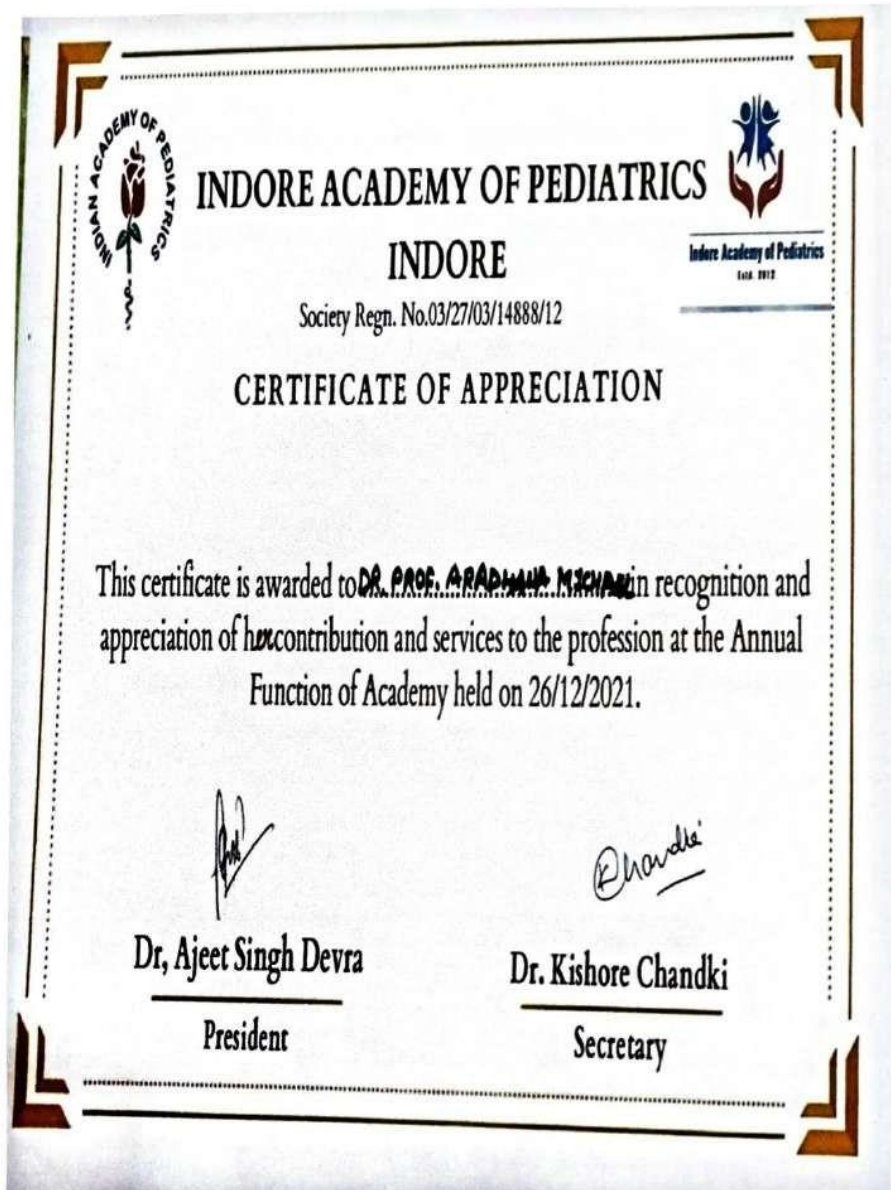 INDIAN ACADEMY OF PEDIATRICS
INDORE ACADEMY OF PEDIATRICS
INDORE
Indore Academy of Pediatrics
Estd. 2012
Society Regn. No.03/27/03/14888/12
CERTIFICATE OF APPRECIATION
This certificate is awarded to DR. PROF. ARADHANA in recognition and
appreciation of her contribution and services to the profession at the Annual
Function of Academy held on 26/12/2021.
Chandki
Dr, Ajeet Singh Devra
Dr. Kishore Chandki
President
Secretary